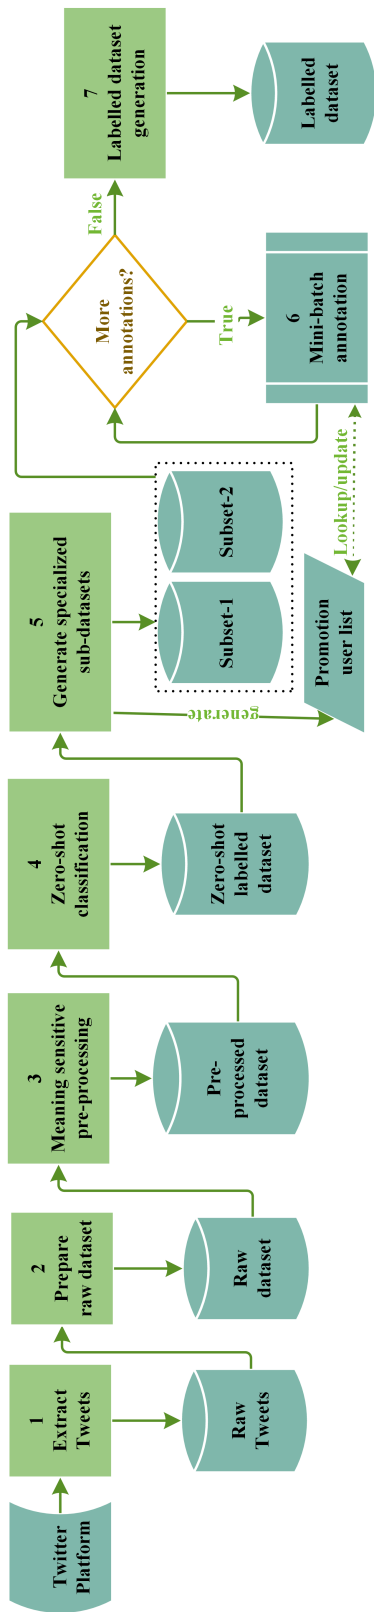 Twitter
Platform
1
Extract
Tweets
Raw
Tweets
2
Prepare
raw dataset
Raw
dataset
3
Meaning sensitive
pre-processing
Pre-
processed
dataset
4
Zero-shot
classification
Zero-shot
labelled
dataset
5
Generate specialized
sub-datasets
generate
Subset-1
Subset-2
Promotion
user list
Lookup/update
More
annotations?
True
False
6
Mini-batch
annotation
7
Labelled dataset
generation
Labelled
dataset